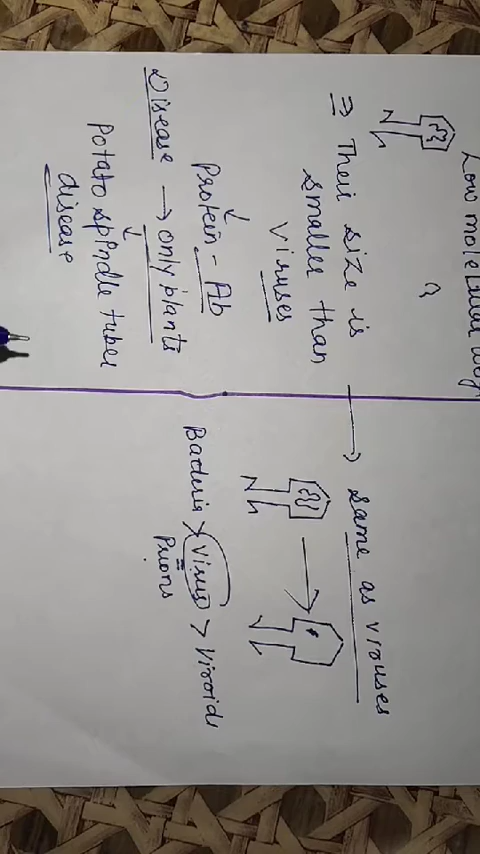 Low molecular
⇒ Their size is
smaller than
viruses
Protein - Ab
Disease → only plants
Potato spindle tuber
disease
→ same as viruses
Bacteria > Virus > Viroids
Prions